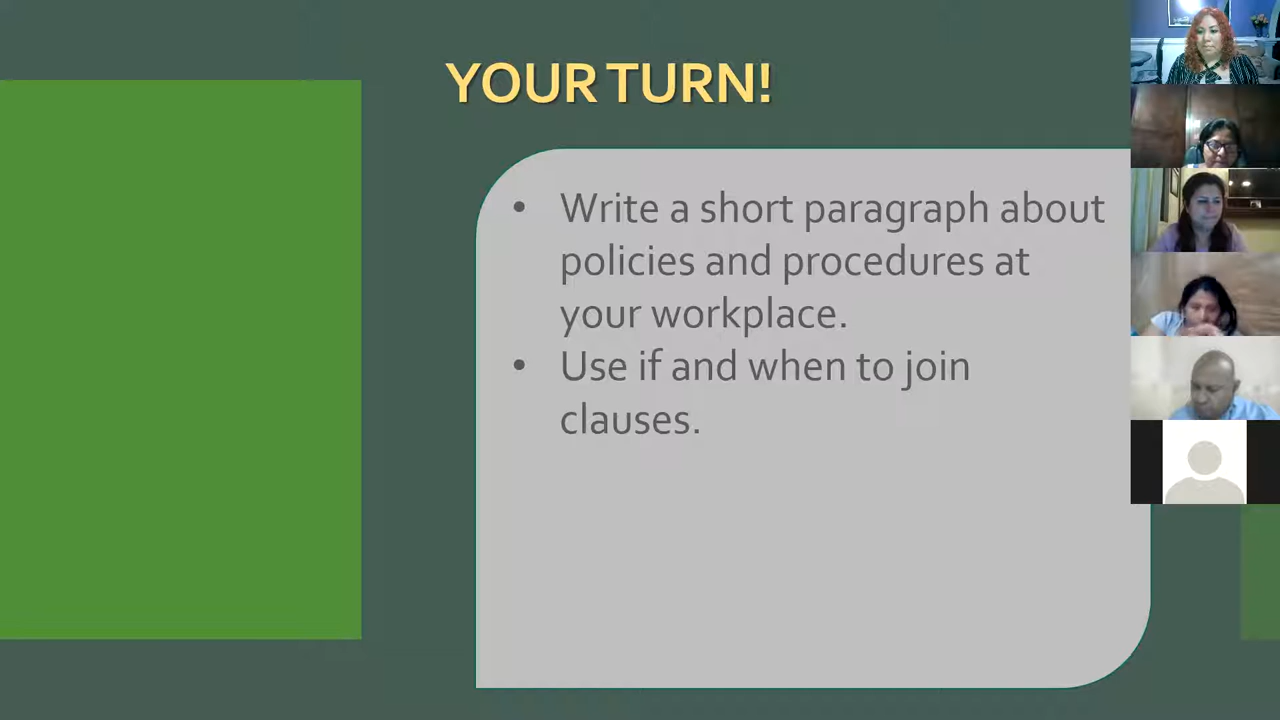 YOUR TURN!
• Write a short paragraph about
policies and procedures at
your workplace.
• Use if and when to join
clauses.